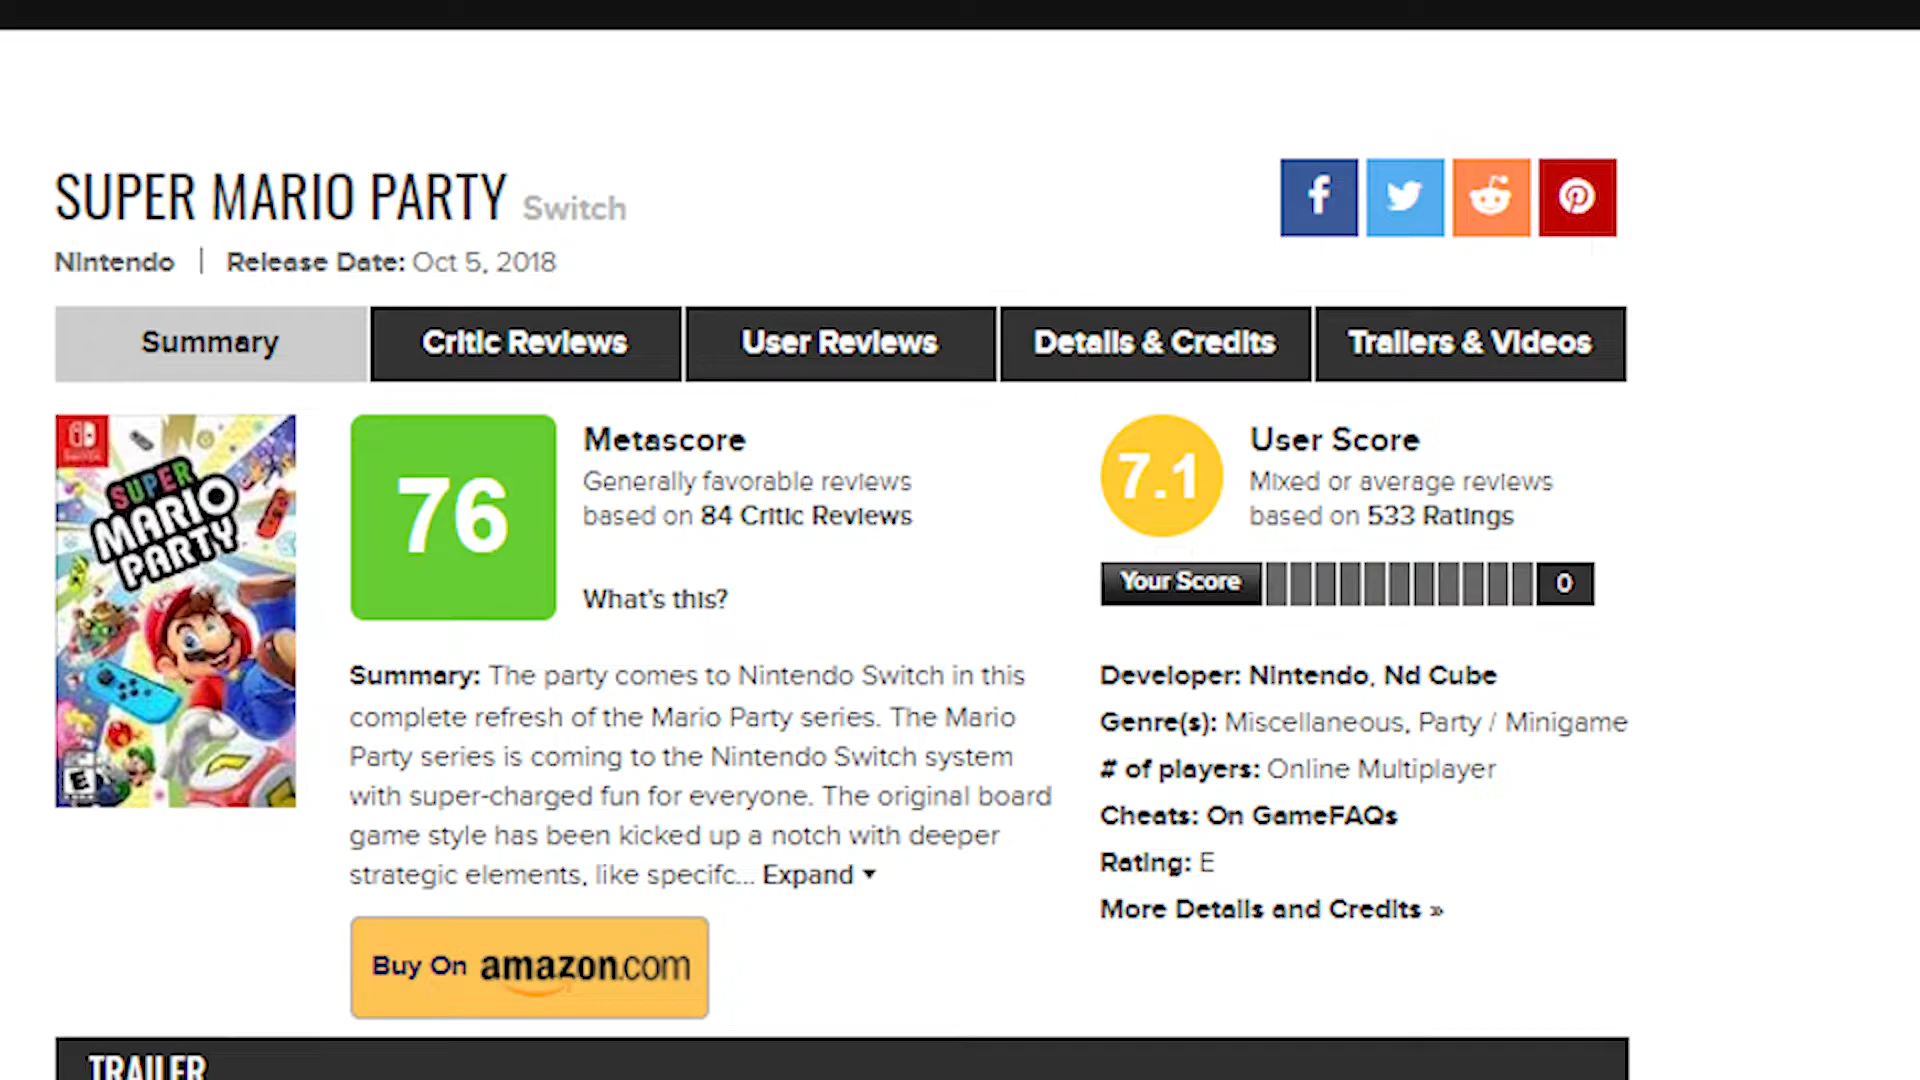 SUPER MARIO PARTY Switch
Nintendo | Release Date: Oct 5, 2018
Summary
Critic Reviews
User Reviews
Details & Credits
Trailers & Videos
SUPER
MARIO
PARTY
E
76
Metascore
Generally favorable reviews
based on 84 Critic Reviews
What's this?
7.1
User Score
Mixed or average reviews
based on 533 Ratings
Your Score
0
Summary: The party comes to Nintendo Switch in this
complete refresh of the Mario Party series. The Mario
Party series is coming to the Nintendo Switch system
with super-charged fun for everyone. The original board
game style has been kicked up a notch with deeper
strategic elements, like specifc... Expand
Buy On amazon.com
Developer: Nintendo, Nd Cube
Genre(s): Miscellaneous, Party / Minigame
# of players: Online Multiplayer
Cheats: On GameFAQs
Rating: E
More Details and Credits »
TRAILER